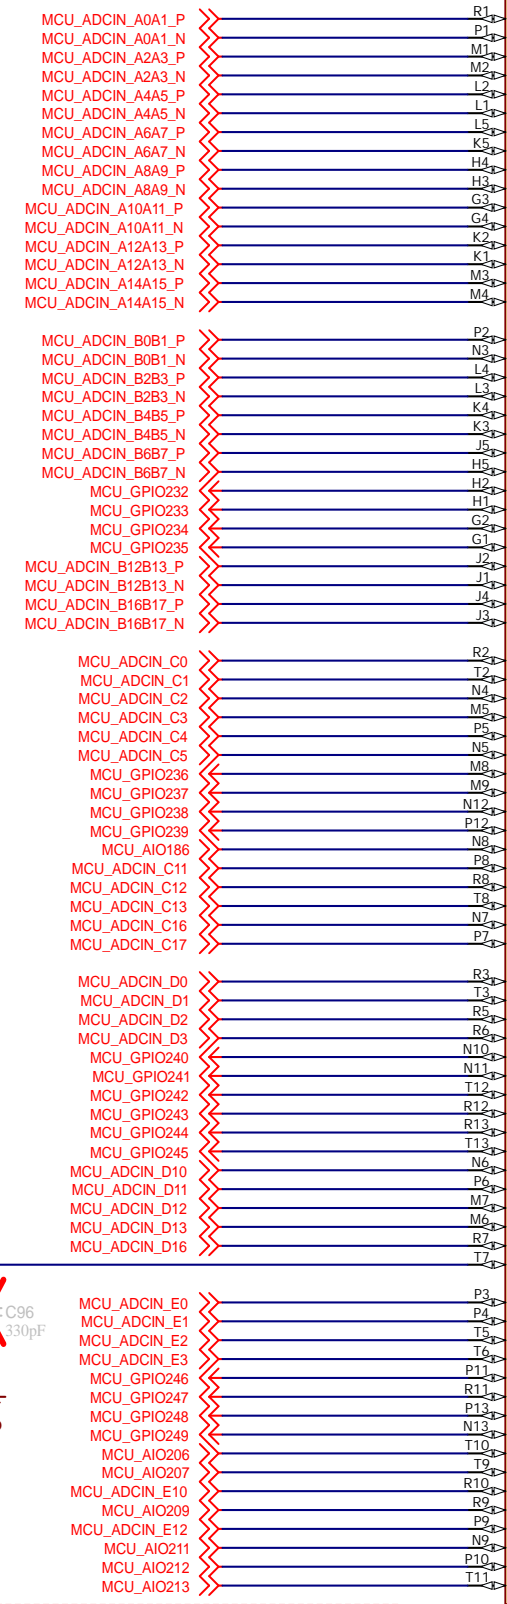 MCU_ADCIN_A0A1_P R1
MCU_ADCIN_A0A1_N P1
MCU_ADCIN_A2A3_P M1
MCU_ADCIN_A2A3_N M2
MCU_ADCIN_A4A5_P L2
MCU_ADCIN_A4A5_N L1
MCU_ADCIN_A6A7_P L5
MCU_ADCIN_A6A7_N K5
MCU_ADCIN_A8A9_P H4
MCU_ADCIN_A8A9_N H3
MCU_ADCIN_A10A11_P G3
MCU_ADCIN_A10A11_N G4
MCU_ADCIN_A12A13_P K2
MCU_ADCIN_A12A13_N K1
MCU_ADCIN_A14A15_P M3
MCU_ADCIN_A14A15_N M4
MCU_ADCIN_B0B1_P P2
MCU_ADCIN_B0B1_N N3
MCU_ADCIN_B2B3_P L4
MCU_ADCIN_B2B3_N L3
MCU_ADCIN_B4B5_P K4
MCU_ADCIN_B4B5_N K3
MCU_ADCIN_B6B7_P J5
MCU_ADCIN_B6B7_N H5
MCU_GPIO232 H2
MCU_GPIO233 H1
MCU_GPIO234 G2
MCU_GPIO235 G1
MCU_ADCIN_B12B13_P J2
MCU_ADCIN_B12B13_N J1
MCU_ADCIN_B16B17_P J4
MCU_ADCIN_B16B17_N J3
MCU_ADCIN_C0 R2
MCU_ADCIN_C1 T2
MCU_ADCIN_C2 N4
MCU_ADCIN_C3 M5
MCU_ADCIN_C4 P5
MCU_ADCIN_C5 N5
MCU_GPIO236 M8
MCU_GPIO237 M9
MCU_GPIO238 N12
MCU_GPIO239 P12
MCU_AIO186 N8
MCU_ADCIN_C11 P8
MCU_ADCIN_C12 R8
MCU_ADCIN_C13 T8
MCU_ADCIN_C16 N7
MCU_ADCIN_C17 P7
MCU_ADCIN_D0 R3
MCU_ADCIN_D1 T3
MCU_ADCIN_D2 R5
MCU_ADCIN_D3 R6
MCU_GPIO240 N10
MCU_GPIO241 N11
MCU_GPIO242 T12
MCU_GPIO243 R12
MCU_GPIO244 R13
MCU_GPIO245 T13
MCU_ADCIN_D10 N6
MCU_ADCIN_D11 P6
MCU_ADCIN_D12 M7
MCU_ADCIN_D13 M6
MCU_ADCIN_D16 R7
T7
C96
330pF
MCU_ADCIN_E0 P3
MCU_ADCIN_E1 P4
MCU_ADCIN_E2 T5
MCU_ADCIN_E3 T6
MCU_GPIO246 P11
MCU_GPIO247 R11
MCU_GPIO248 P13
MCU_GPIO249 N13
MCU_AIO206 T10
MCU_AIO207 T9
MCU_ADCIN_E10 R10
MCU_AIO209 R9
MCU_ADCIN_E12 P9
MCU_AIO211 N9
MCU_AIO212 P10
MCU_AIO213 T11